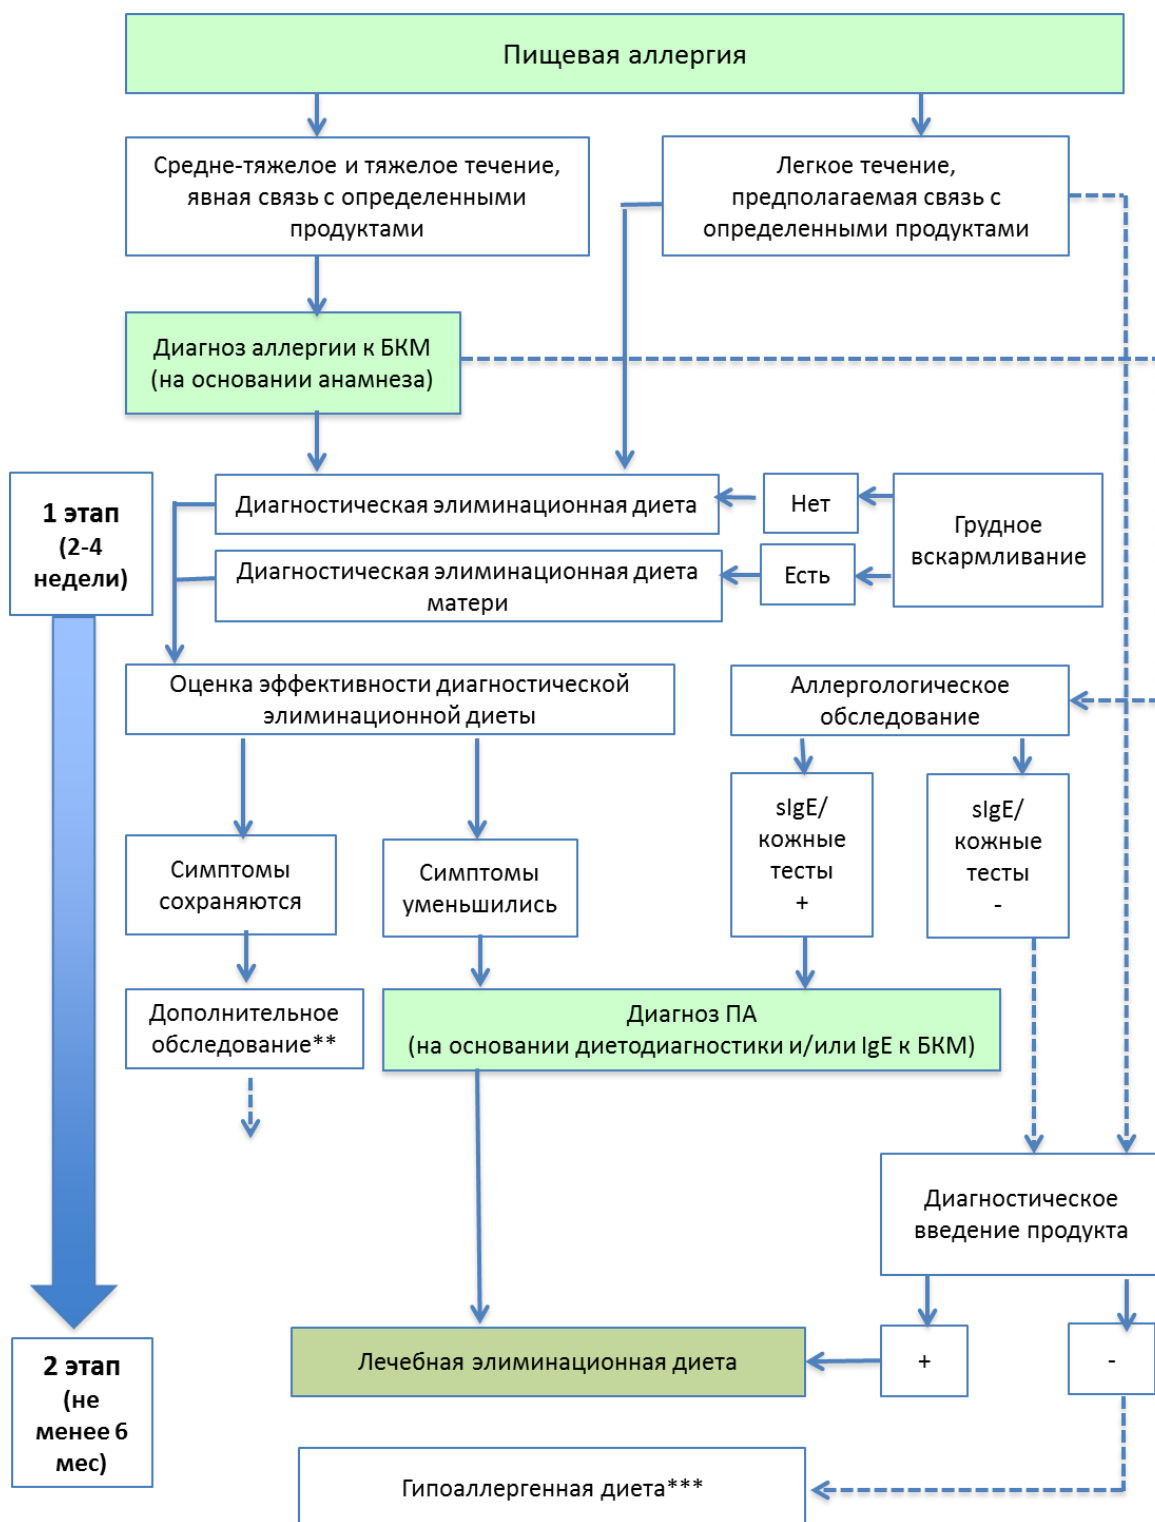 Пищевая аллергия
Средне-тяжелое и тяжелое течение,
явная связь с определенными
продуктами
Легкое течение,
предполагаемая связь с
определенными продуктами
Диагноз аллергии к БКМ
(на основании анамнеза)
1 этап
(2-4
недели)
Диагностическая элиминационная диета
Нет
Грудное
вскармливание
Диагностическая элиминационная диета
матери
Есть
Оценка эффективности диагностической
элиминационной диеты
Аллергологическое
обследование
Симптомы
сохраняются
Симптомы
уменьшились
sIgE/
кожные
тесты
+
sIgE/
кожные
тесты
-
Дополнительное
обследование**
Диагноз ПА
(на основании диетодиагностики и/или IgE к БКМ)
Диагностическое
введение продукта
2 этап
(не
менее 6
мес)
Лечебная элиминационная диета
+
-
Гипоаллергенная диета***